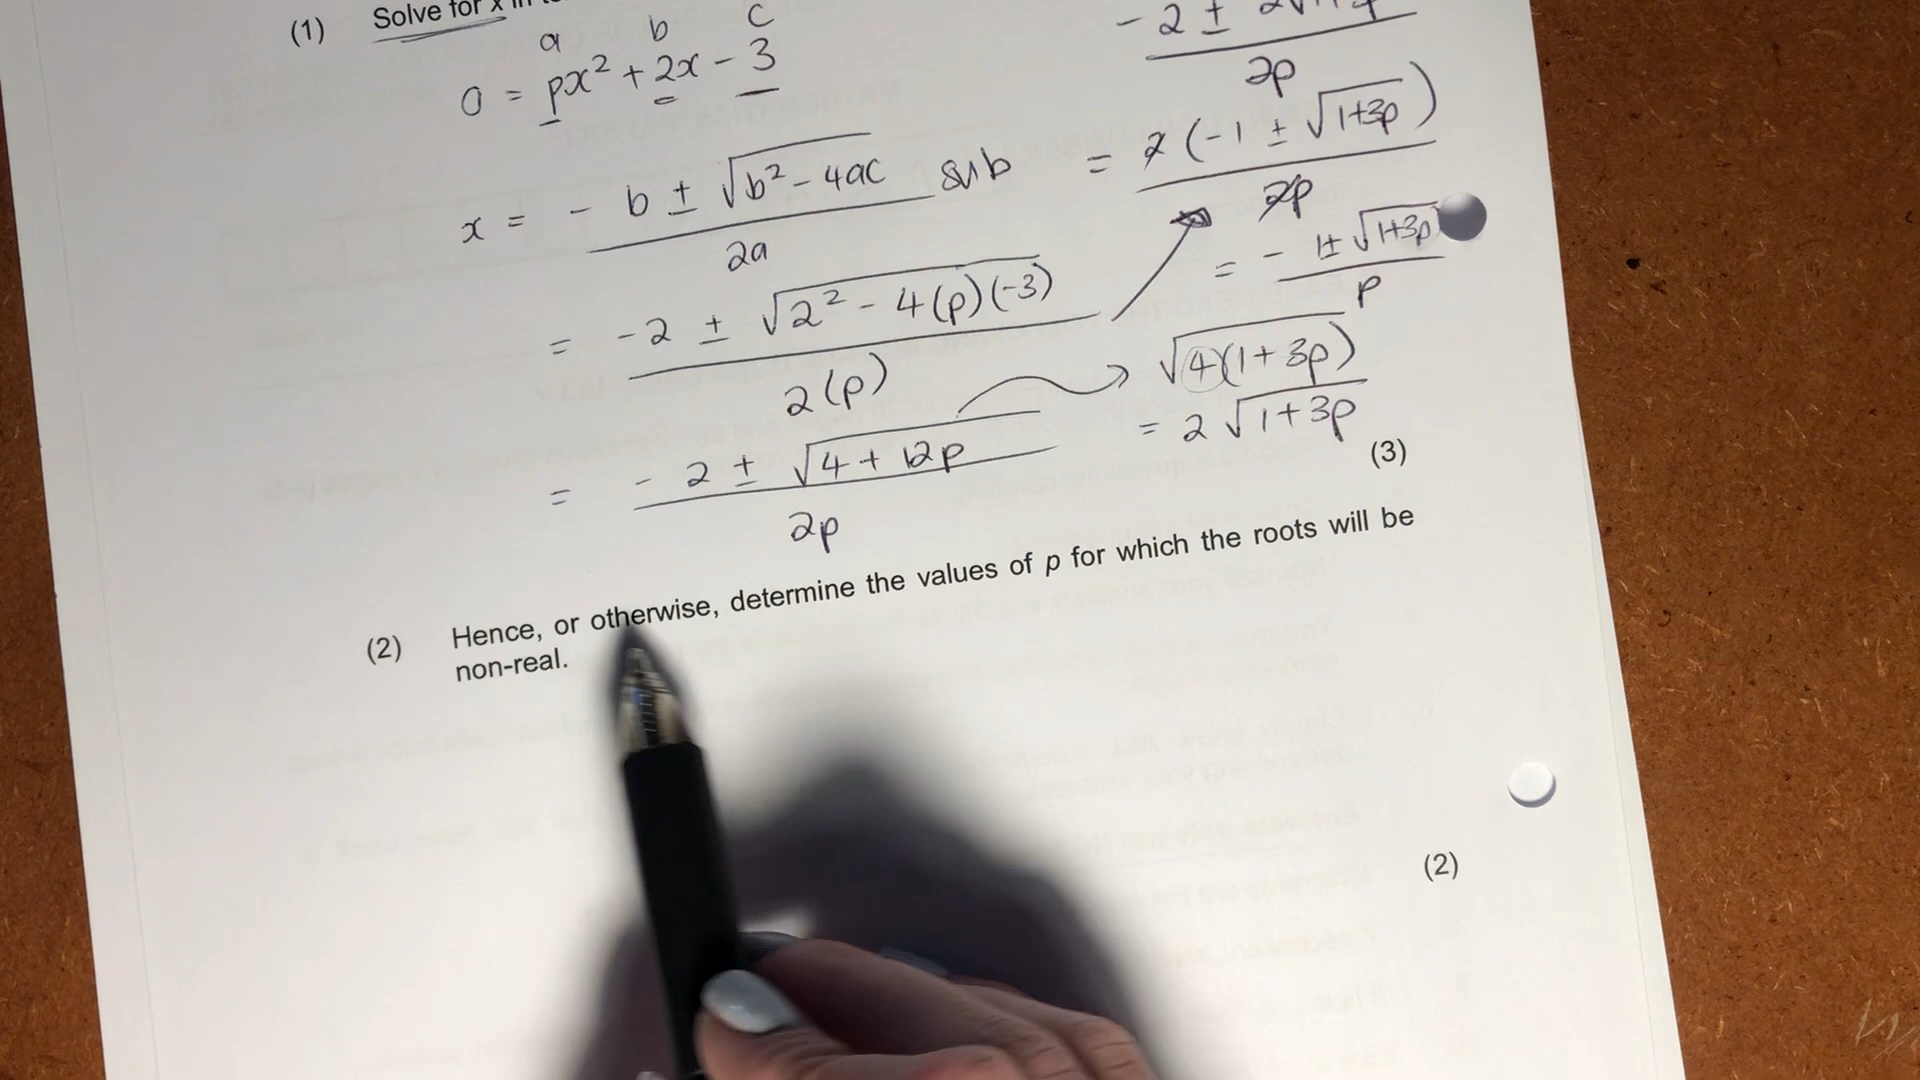 (1) Solve for x in
a b c
0 = px² + 2x - 3
x = - b ± √b² - 4ac sub
2a
= -2 ± √2² - 4(p)(-3)
2(p)
= - 2 ± √4 + 12p
2p
√4(1 + 3p)
= 2 √1 + 3p
- 2 ±
2p
= 2 (-1 ± √1+3p)
2p
= - 1 ± √1+3p
p
(3)
(2) Hence, or otherwise, determine the values of p for which the roots will be
non-real.
(2)